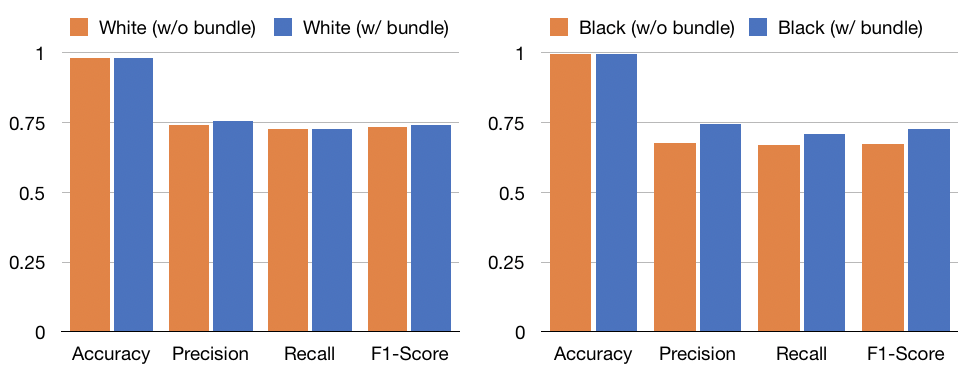 White (w/o bundle) White (w/ bundle)
1
0.75
0.5
0.25
0
Accuracy Precision Recall F1-Score
Black (w/o bundle) Black (w/ bundle)
1
0.75
0.5
0.25
0
Accuracy Precision Recall F1-Score